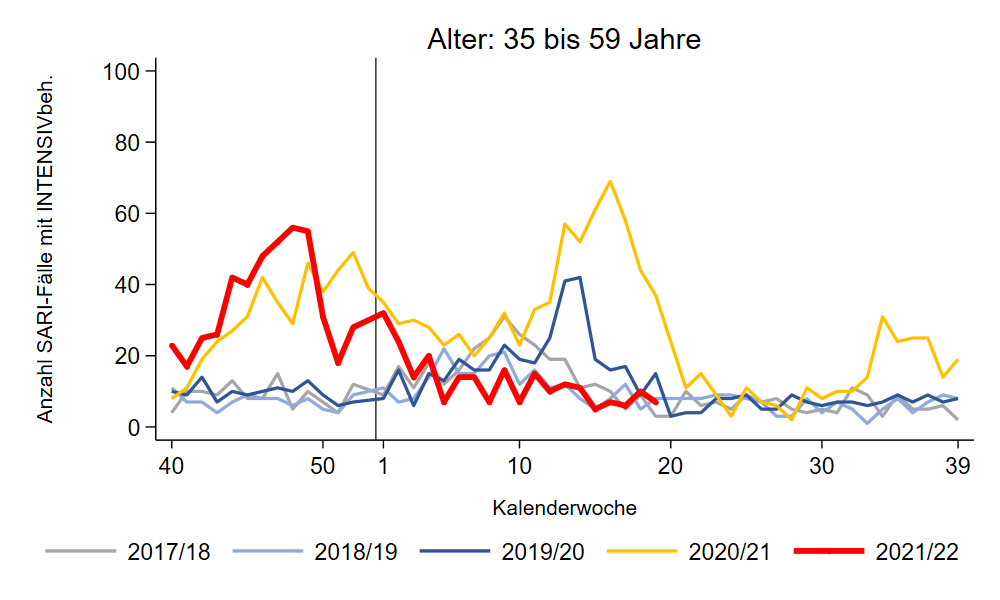 Alter: 35 bis 59 Jahre
Anzahl SARI-Fälle mit INTENSIVbeh.
100
80
60
40
20
0
40 50 1 10 20 30 39
Kalenderwoche
2017/18 2018/19 2019/20 2020/21 2021/22